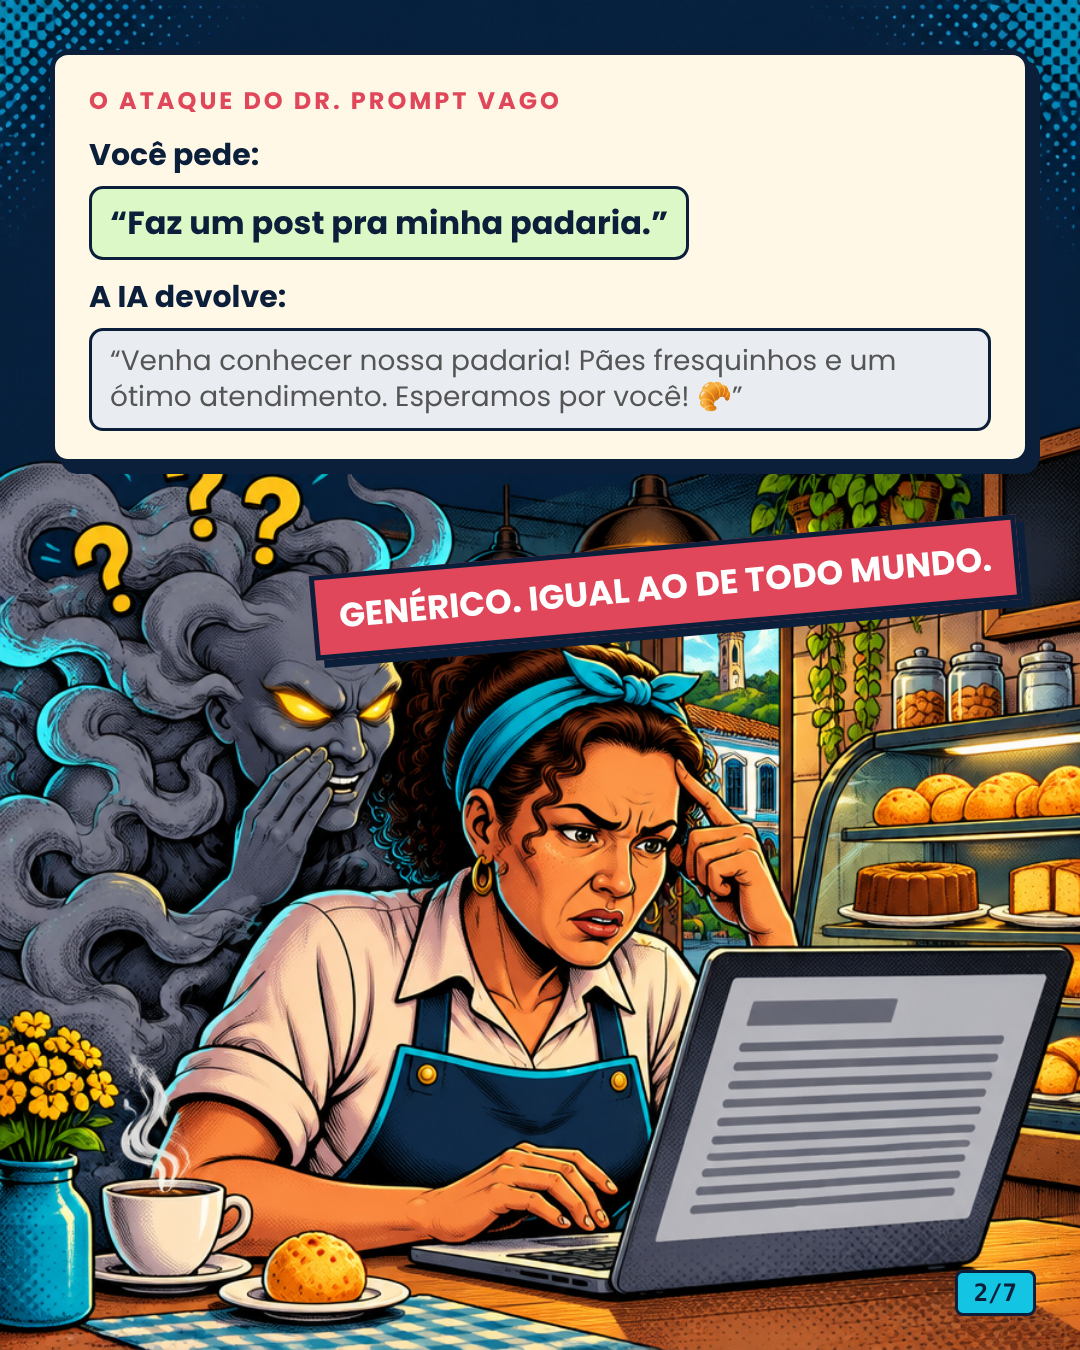 O ATAQUE DO DR. PROMPT VAGO
Você pede:
“Faz um post pra minha padaria.”
A IA devolve:
“Venha conhecer nossa padaria! Pães fresquinhos e um
ótimo atendimento. Esperamos por você! 🥐”
? ? ?
GENÉRICO. IGUAL AO DE TODO MUNDO.
2/7